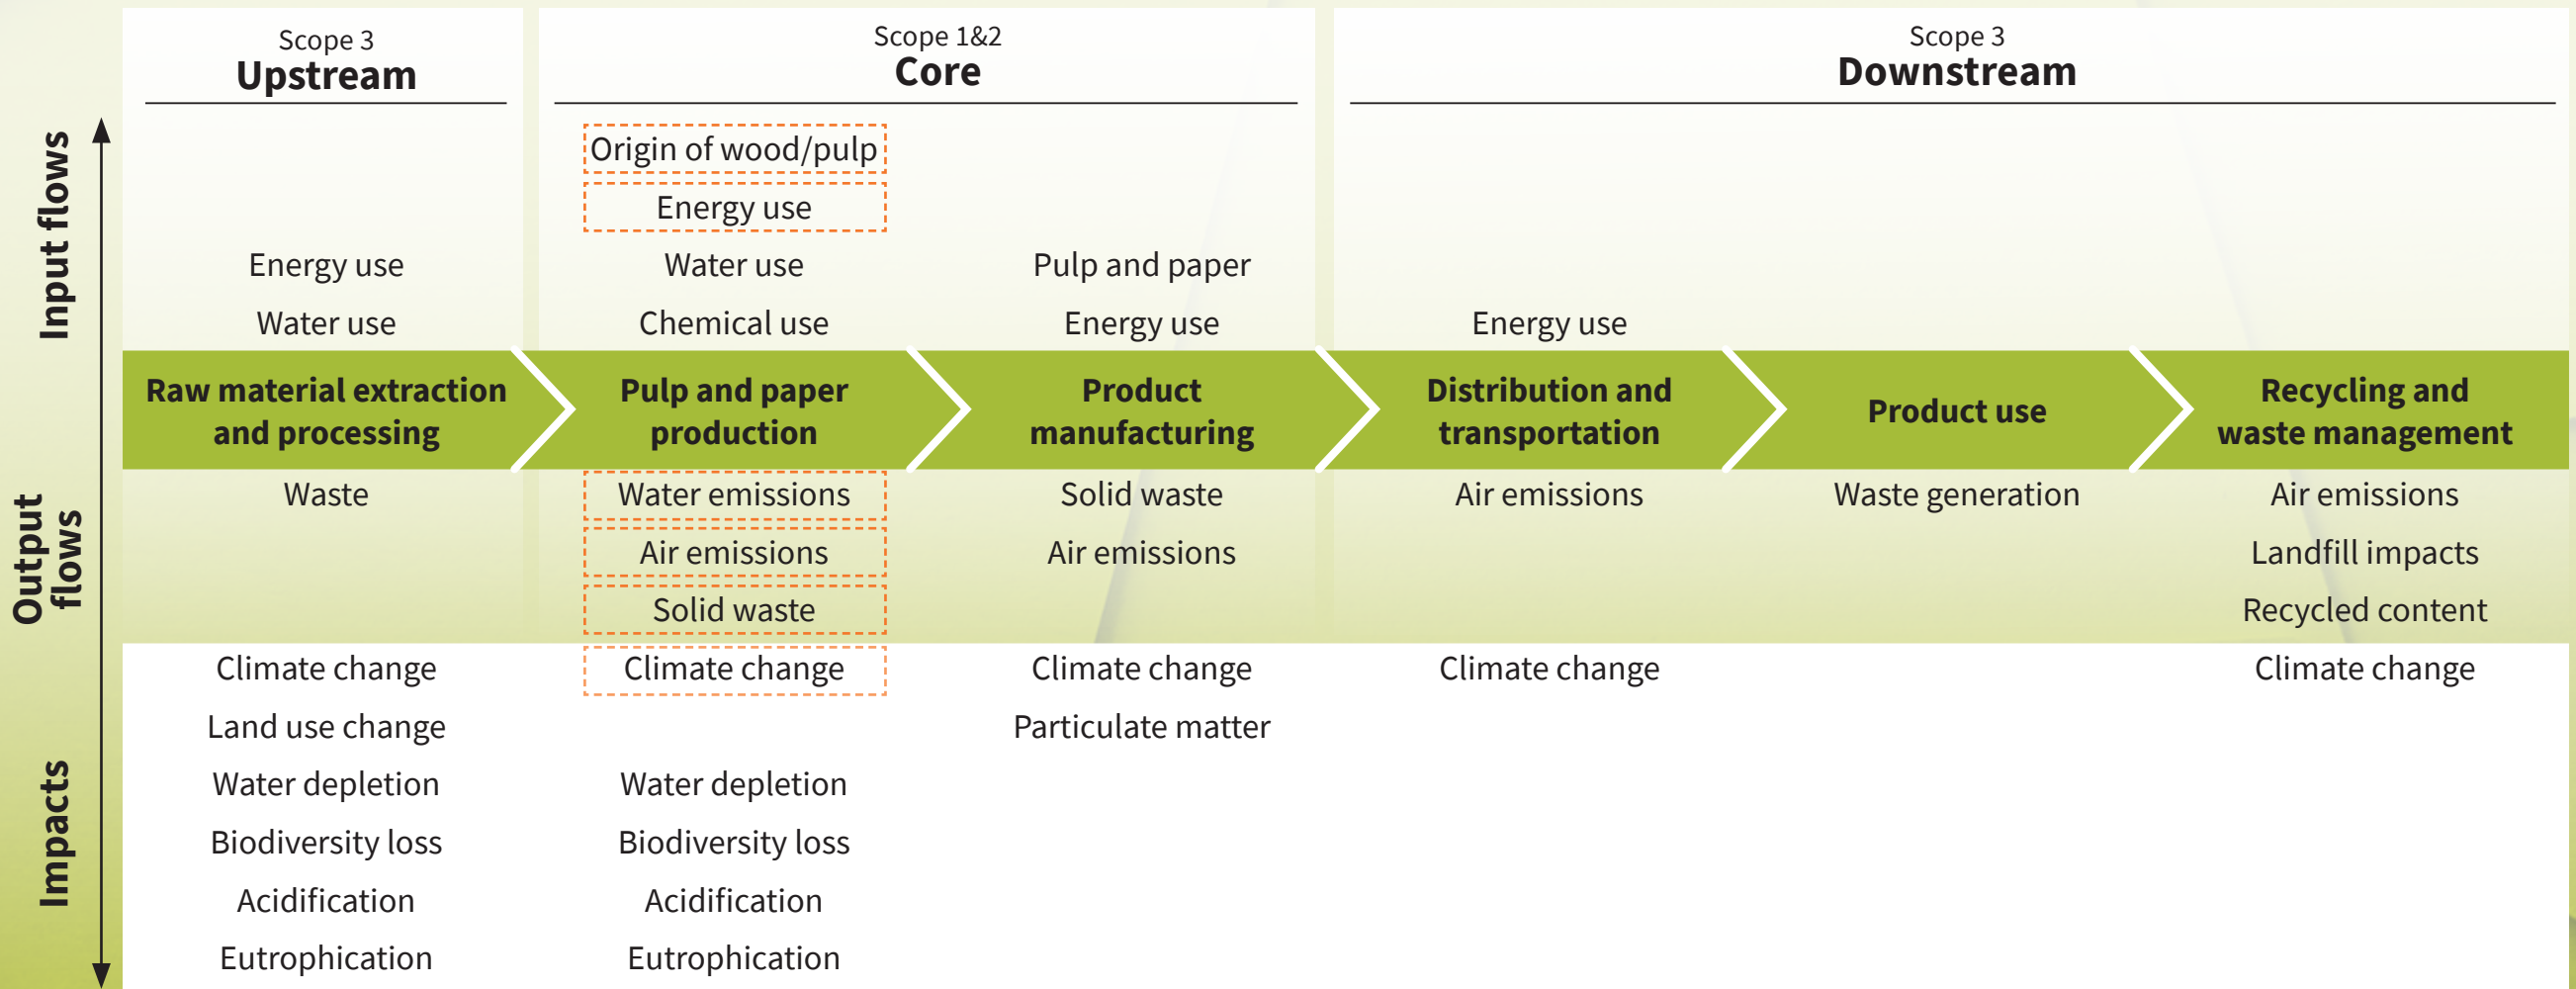 Scope 3
Upstream
Scope 1&2
Core
Scope 3
Downstream
Input flows
Origin of wood/pulp
Energy use
Energy use
Water use
Pulp and paper
Water use
Chemical use
Energy use
Energy use
Raw material extraction
and processing
Pulp and paper
production
Product
manufacturing
Distribution and
transportation
Product use
Recycling and
waste management
Output
flows
Waste
Water emissions
Solid waste
Air emissions
Waste generation
Air emissions
Air emissions
Air emissions
Landfill impacts
Solid waste
Recycled content
Impacts
Climate change
Climate change
Climate change
Climate change
Climate change
Land use change
Particulate matter
Water depletion
Water depletion
Biodiversity loss
Biodiversity loss
Acidification
Acidification
Eutrophication
Eutrophication